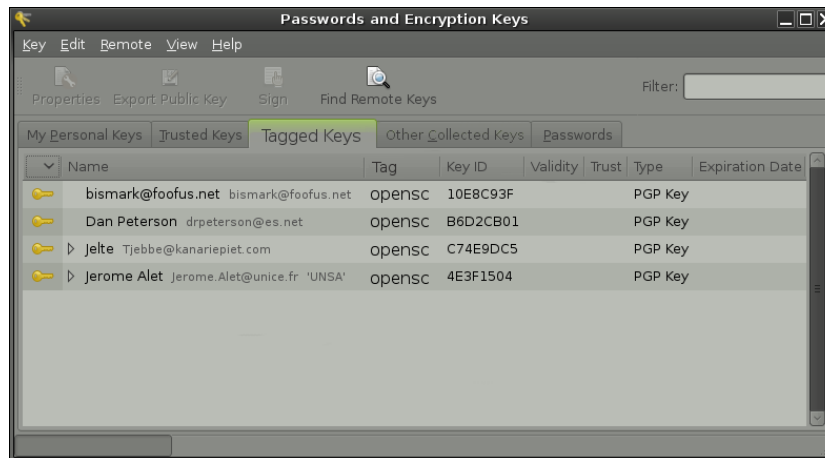 Passwords and Encryption Keys
Key Edit Remote View Help
Properties Export Public Key Sign Find Remote Keys Filter:
My Personal Keys Trusted Keys Tagged Keys Other Collected Keys Passwords
Name Tag Key ID Validity Trust Type Expiration Date
bismark@foofus.net bismark@foofus.net opensc 10E8C93F PGP Key
Dan Peterson drpeterson@es.net opensc B6D2CB01 PGP Key
Jelte Tjebbe@kanariepiet.com opensc C74E9DC5 PGP Key
Jerome Alet Jerome.Alet@unice.fr 'UNSA' opensc 4E3F1504 PGP Key